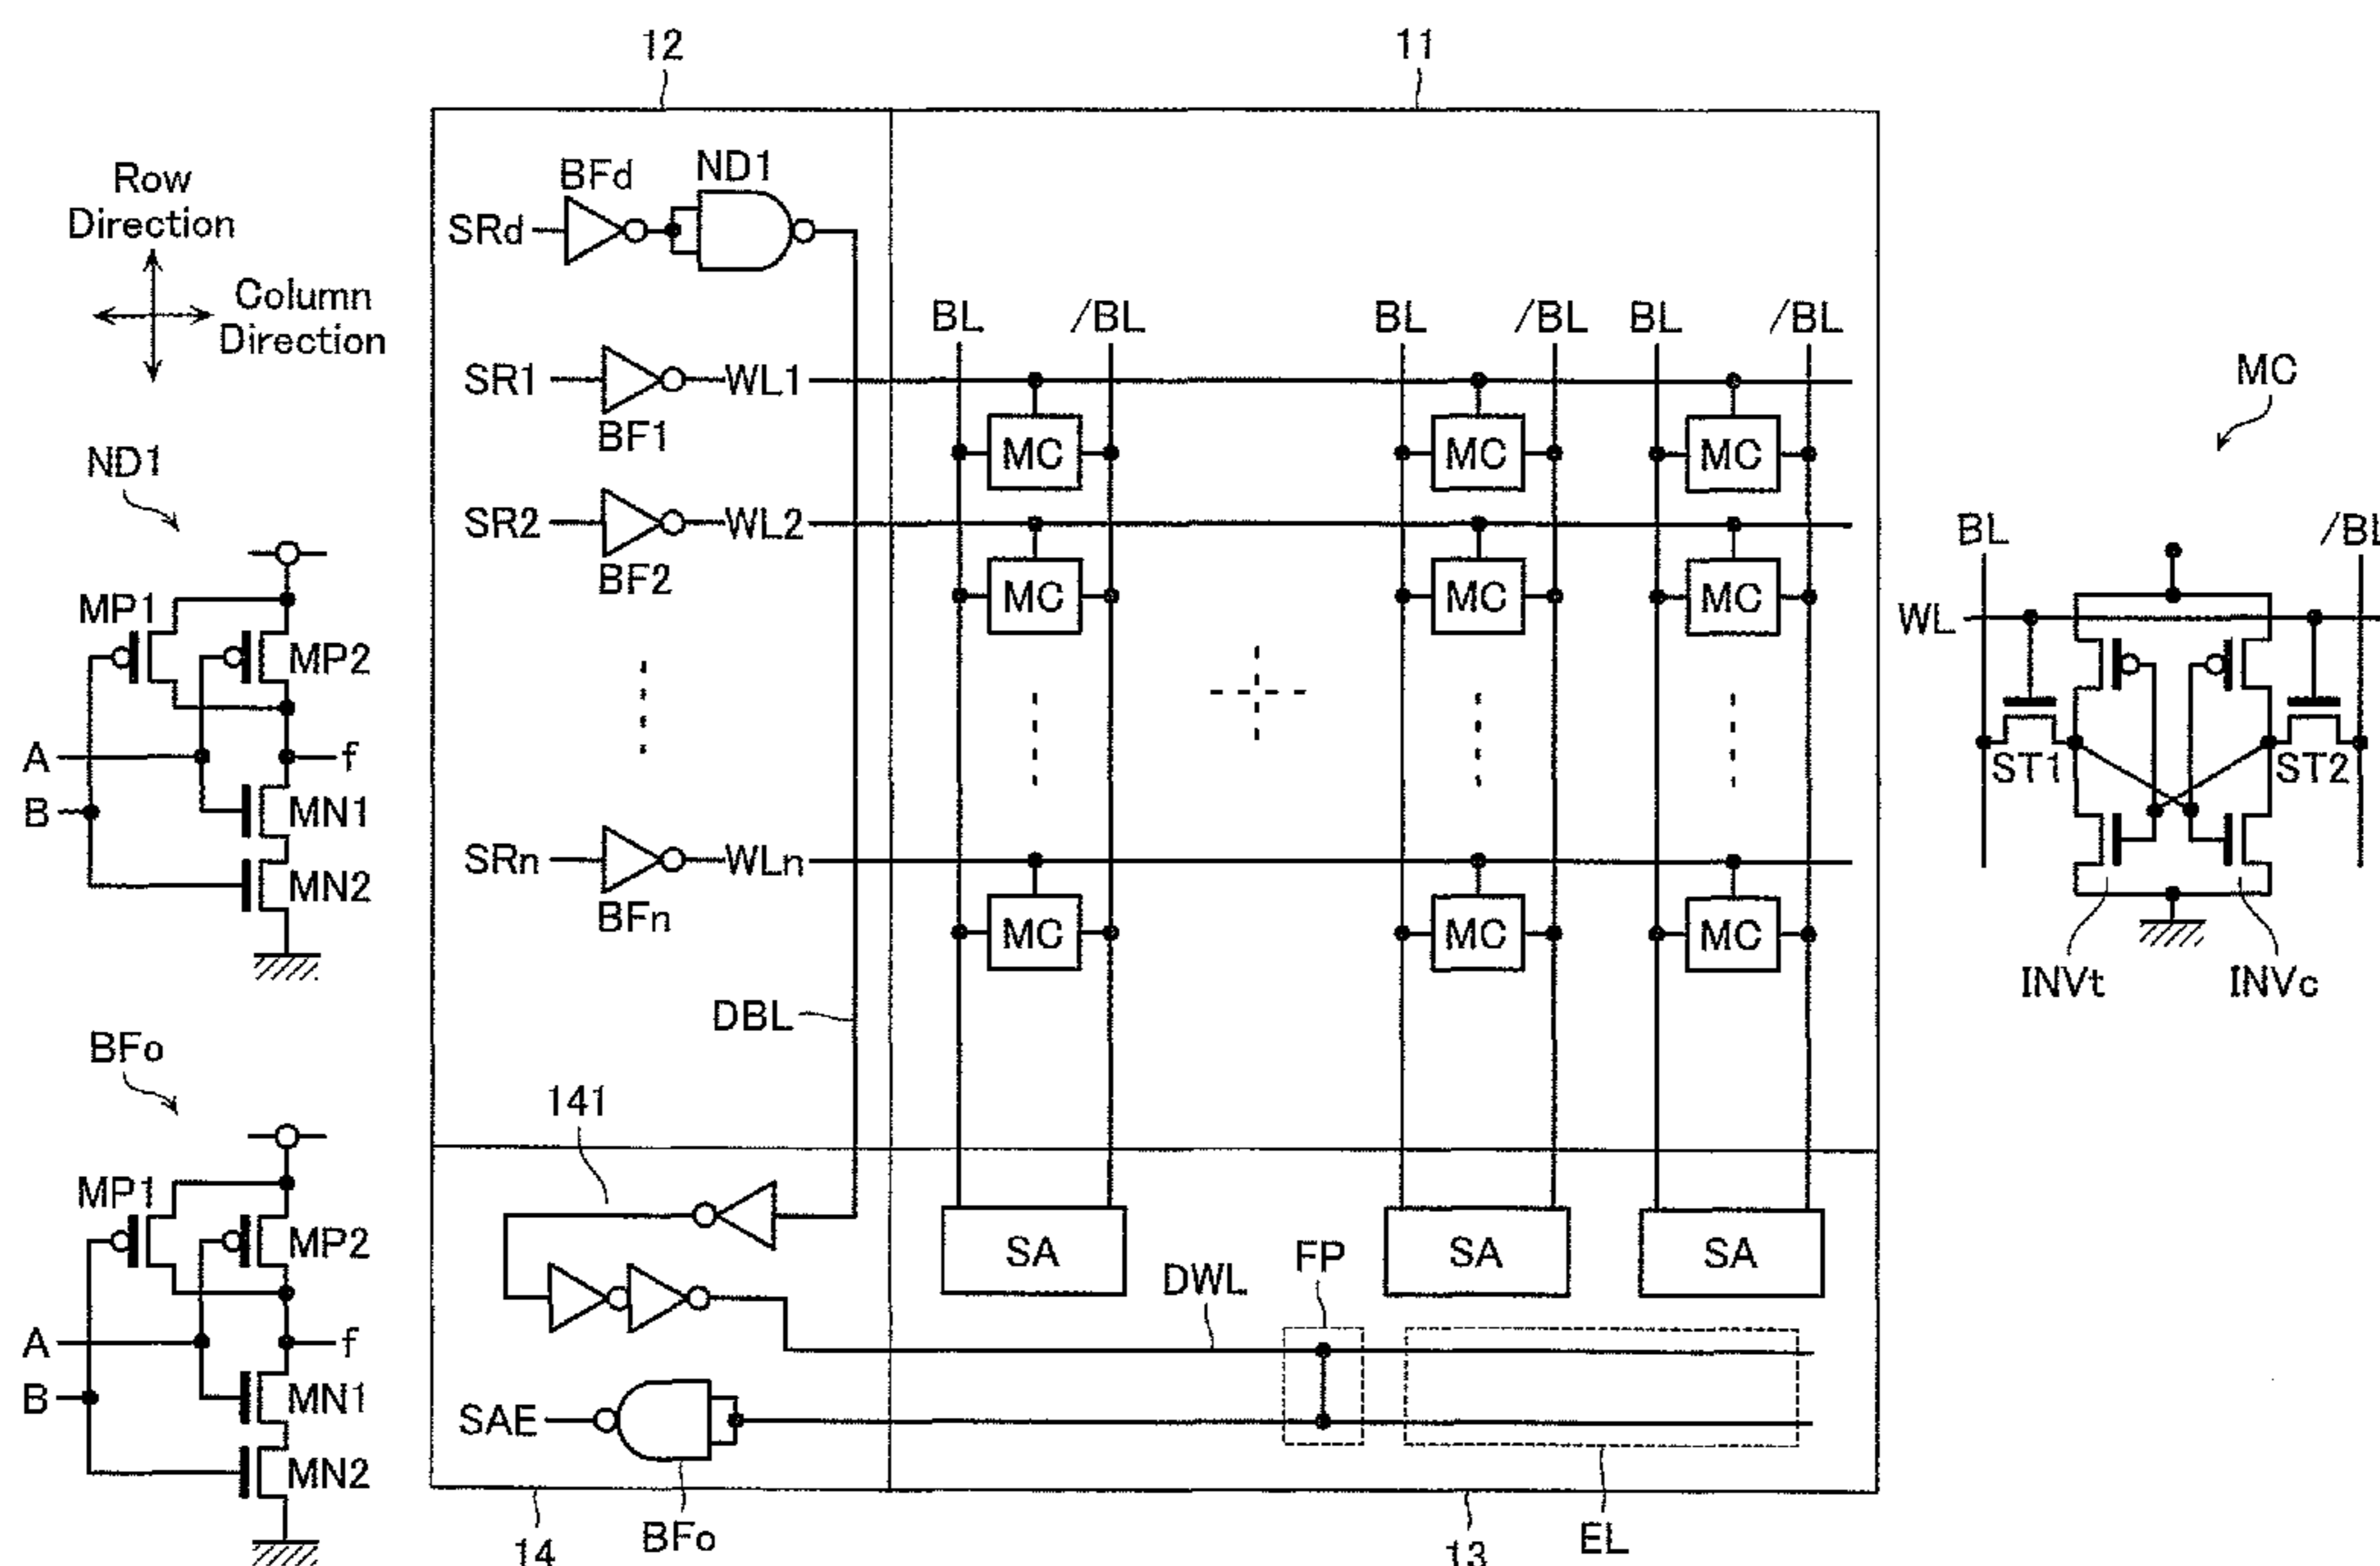 12
11
Row
Direction
Column
Direction
BFd
ND1
SRd
BL
/BL
BL
/BL
BL
/BL
SR1
WL1
BF1
MC
MC
MC
SR2
WL2
BF2
MC
MC
MC
SRn
WLn
BFn
MC
MC
MC
DBL
141
SA
SA
SA
DWL
FP
SAE
BFo
14
13
EL
ND1
MP1
MP2
A
f
B
MN1
MN2
BFo
MP1
MP2
A
f
B
MN1
MN2
MC
BL
/BL
WL
ST1
ST2
INVt
INVc